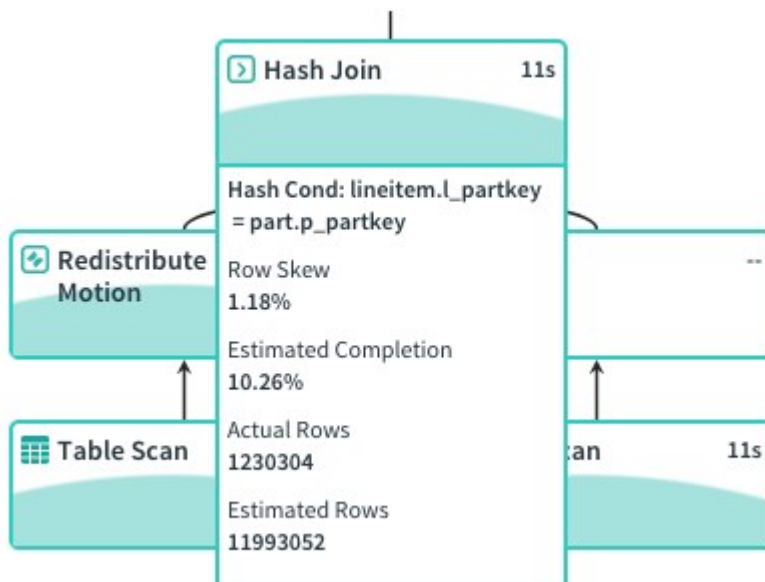 Hash Join 11s
Hash Cond: lineitem.l_partkey
= part.p_partkey
Row Skew
1.18%
Estimated Completion
10.26%
Actual Rows
1230304
Estimated Rows
11993052
Redistribute
Motion
--
Table Scan
11s